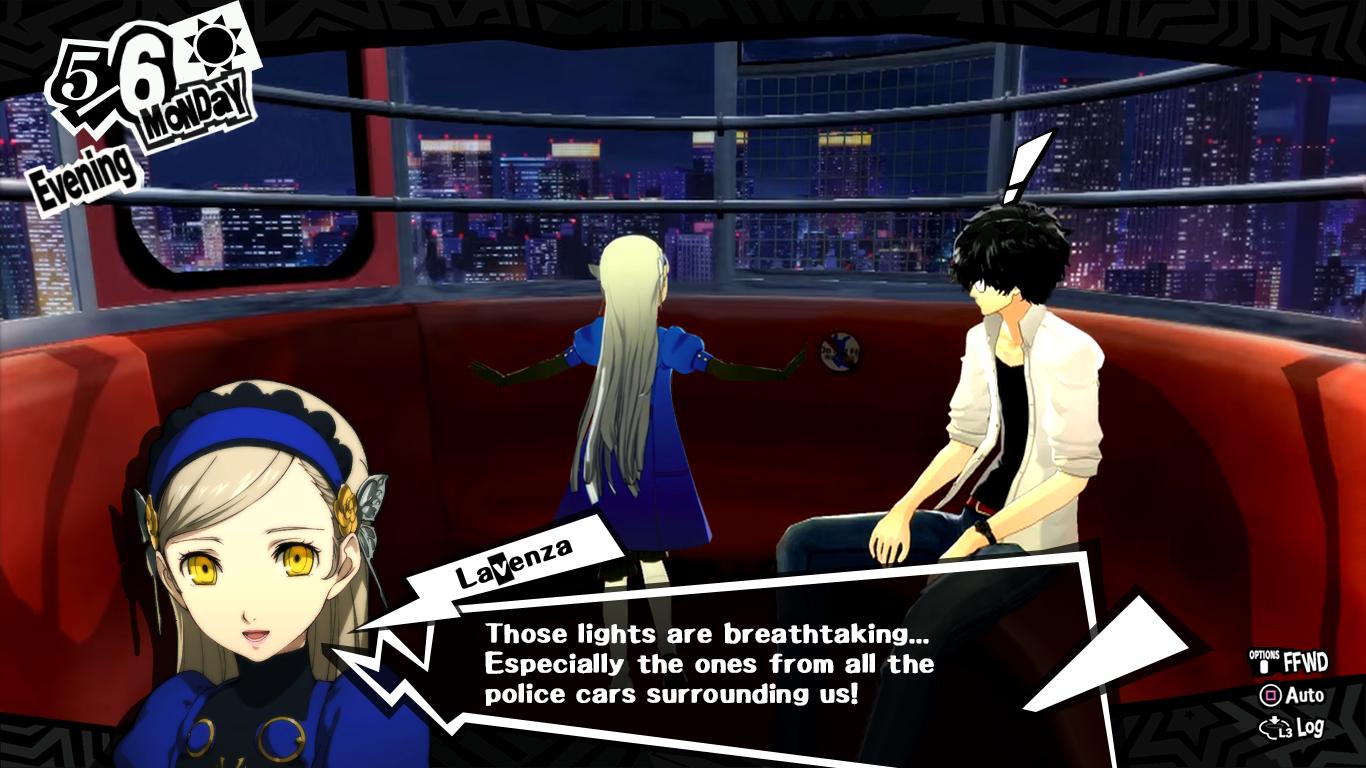 5/6
MONDAY
Evening
Lavenza
Those lights are breathtaking...
Especially the ones from all the
police cars surrounding us!
OPTIONS FFWD
Auto
L3 Log